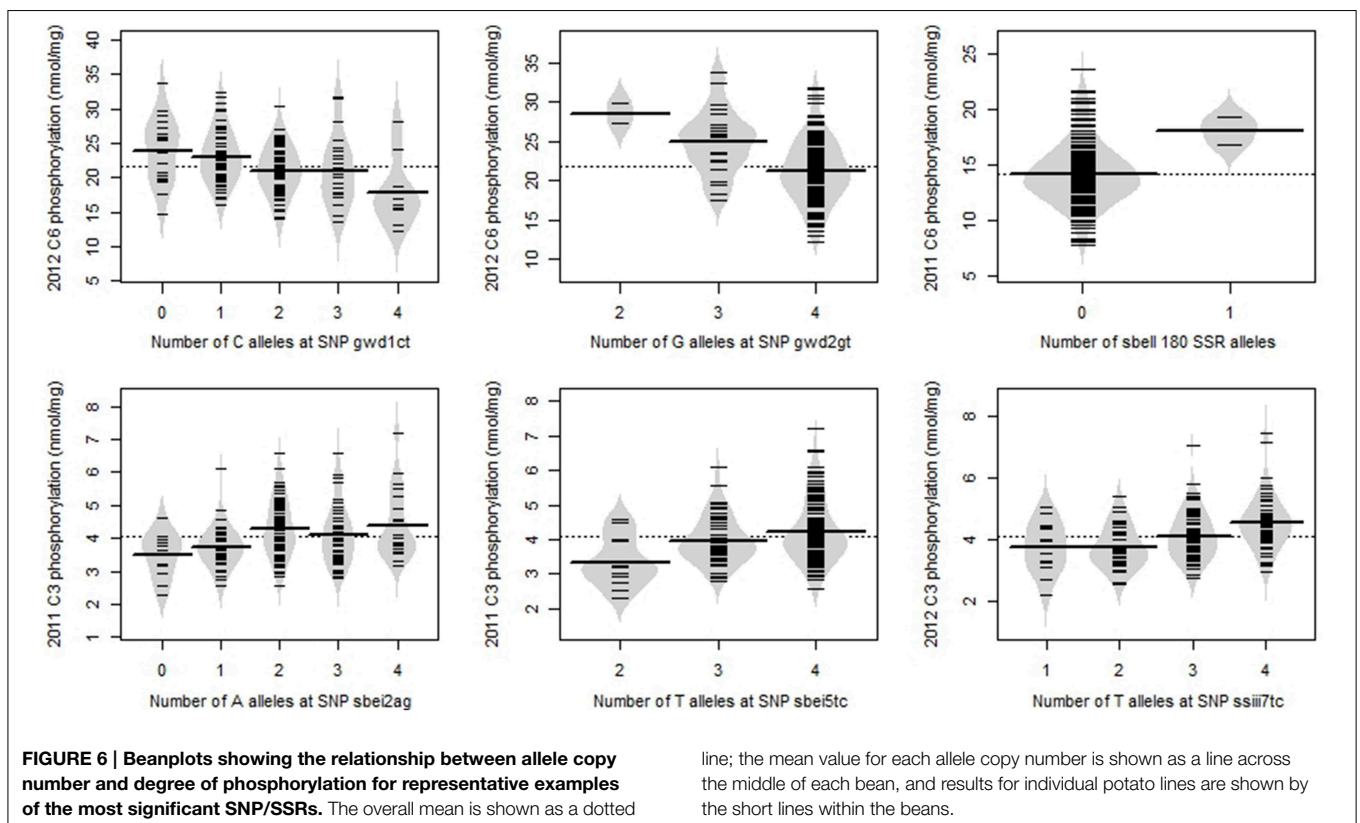 2012 C6 phosphorylation (nmol/mg)
40
35
30
25
20
15
10
5
0 1 2 3 4
Number of C alleles at SNP gwd1ct
2012 C6 phosphorylation (nmol/mg)
35
30
25
20
15
10
2 3 4
Number of G alleles at SNP gwd2gt
2011 C6 phosphorylation (nmol/mg)
25
20
15
10
5
0 1
Number of sbeII 180 SSR alleles
2011 C3 phosphorylation (nmol/mg)
8
7
6
5
4
3
2
1
0 1 2 3 4
Number of A alleles at SNP sbei2ag
2011 C3 phosphorylation (nmol/mg)
8
7
6
5
4
3
2
2 3 4
Number of T alleles at SNP sbei5tc
2012 C3 phosphorylation (nmol/mg)
8
6
4
2
1 2 3 4
Number of T alleles at SNP ssiii7tc
FIGURE 6 | Beanplots showing the relationship between allele copy
number and degree of phosphorylation for representative examples
of the most significant SNP/SSRs. The overall mean is shown as a dotted
line; the mean value for each allele copy number is shown as a line across
the middle of each bean, and results for individual potato lines are shown by
the short lines within the beans.